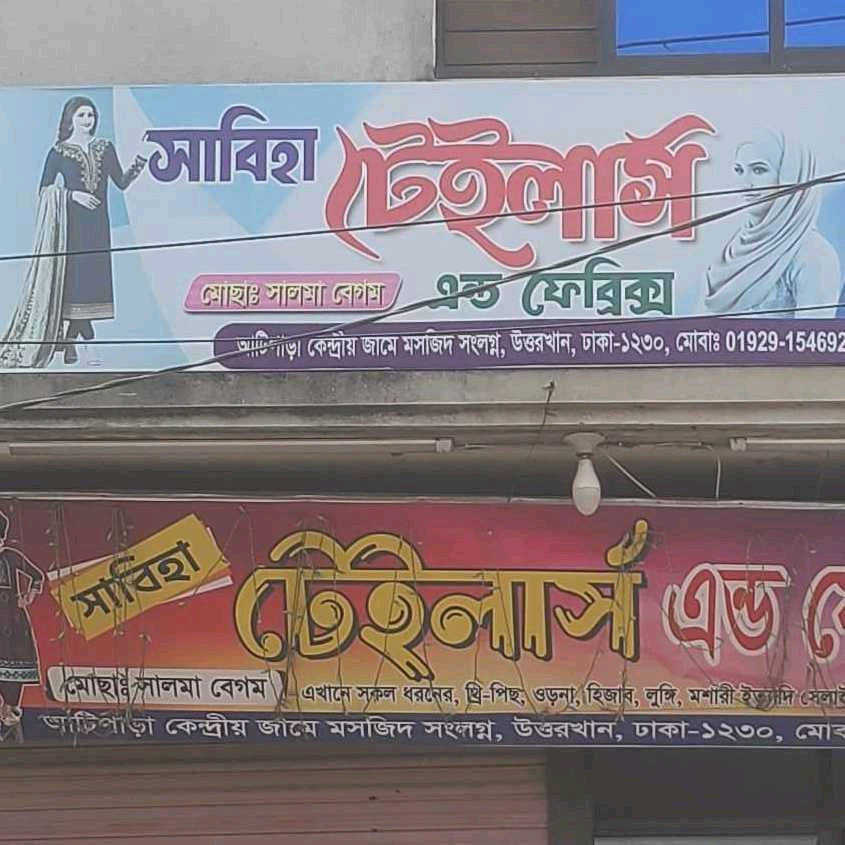 সাবিহা টেইলার্স
মোছাঃ সালমা বেগম এন্ড ফেব্রিক্স
আটিপাড়া কেন্দ্রীয় জামে মসজিদ সংলগ্ন, উত্তরখান, ঢাকা-১২৩০, মোবাঃ 01929-154692
সাবিহা টেইলার্স এন্ড ফে
মোছাঃ সালমা বেগম এখানে সকল ধরনের, থ্রি-পিছ, ওড়না, হিজাব, লুঙ্গি, মশারী ইত্যাদি সেলাই
আটিপাড়া কেন্দ্রীয় জামে মসজিদ সংলগ্ন, উত্তরখান, ঢাকা-১২৩০, মোব